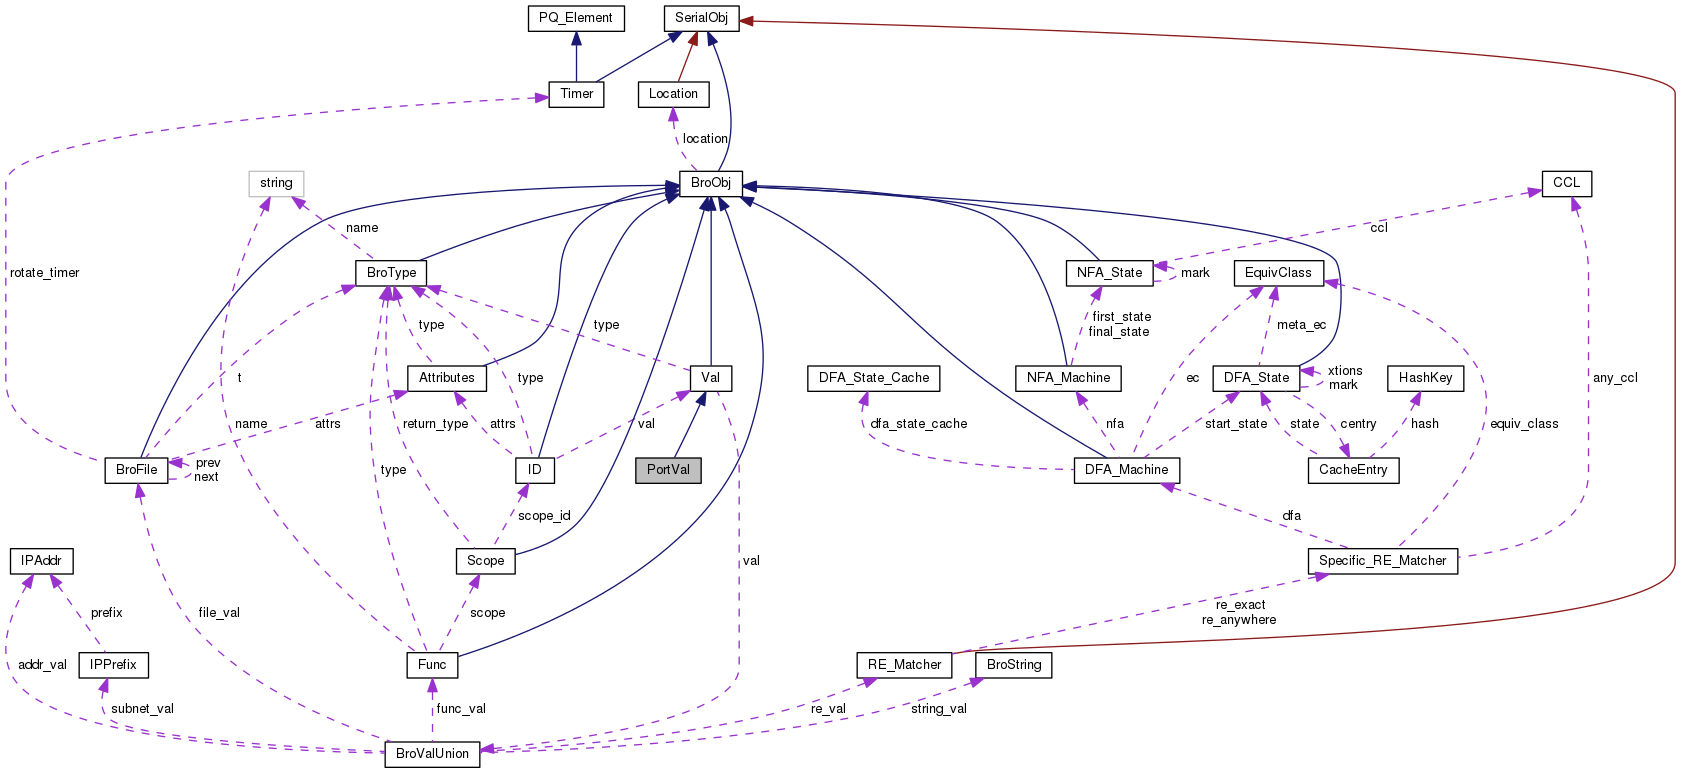 PQ_Element
SerialObj
Timer
Location
location
string
BroObj
CCL
name
ccl
rotate_timer
BroType
NFA_State
mark
EquivClass
type
type
first_state
final_state
meta_ec
t
Attributes
type
Val
DFA_State_Cache
NFA_Machine
ec
DFA_State
xtions
mark
HashKey
any_ccl
name
attrs
return_type
attrs
val
dfa_state_cache
nfa
start_state
state
centry
hash
equiv_class
BroFile
prev
next
type
ID
PortVal
DFA_Machine
CacheEntry
scope_id
dfa
IPAddr
Scope
val
Specific_RE_Matcher
prefix
file_val
scope
re_exact
re_anywhere
addr_val
IPPrefix
Func
RE_Matcher
BroString
subnet_val
func_val
re_val
string_val
BroValUnion